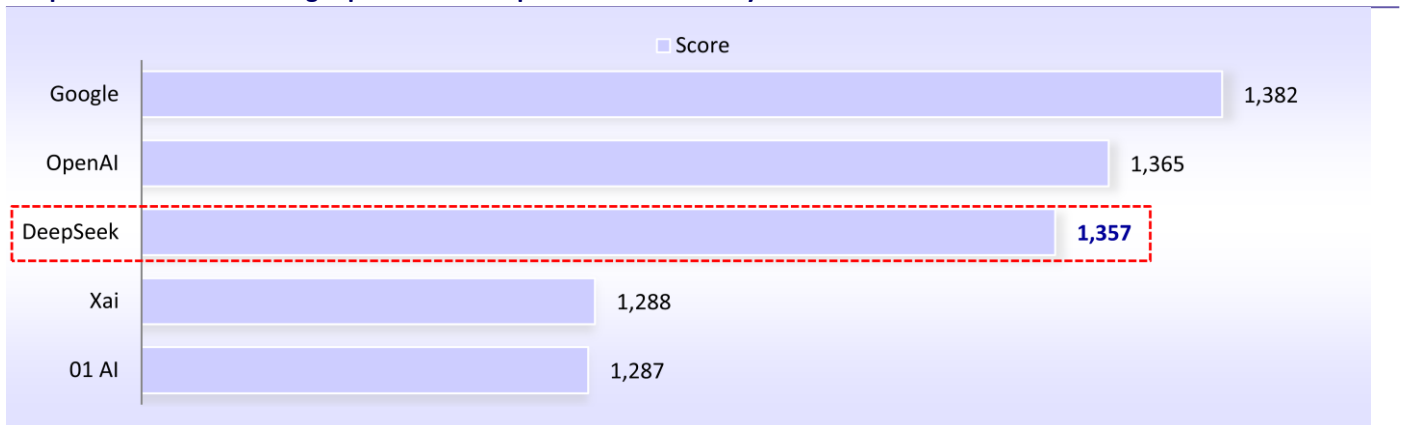 Score
Google 1,382
OpenAI 1,365
DeepSeek 1,357
Xai 1,288
01 AI 1,287